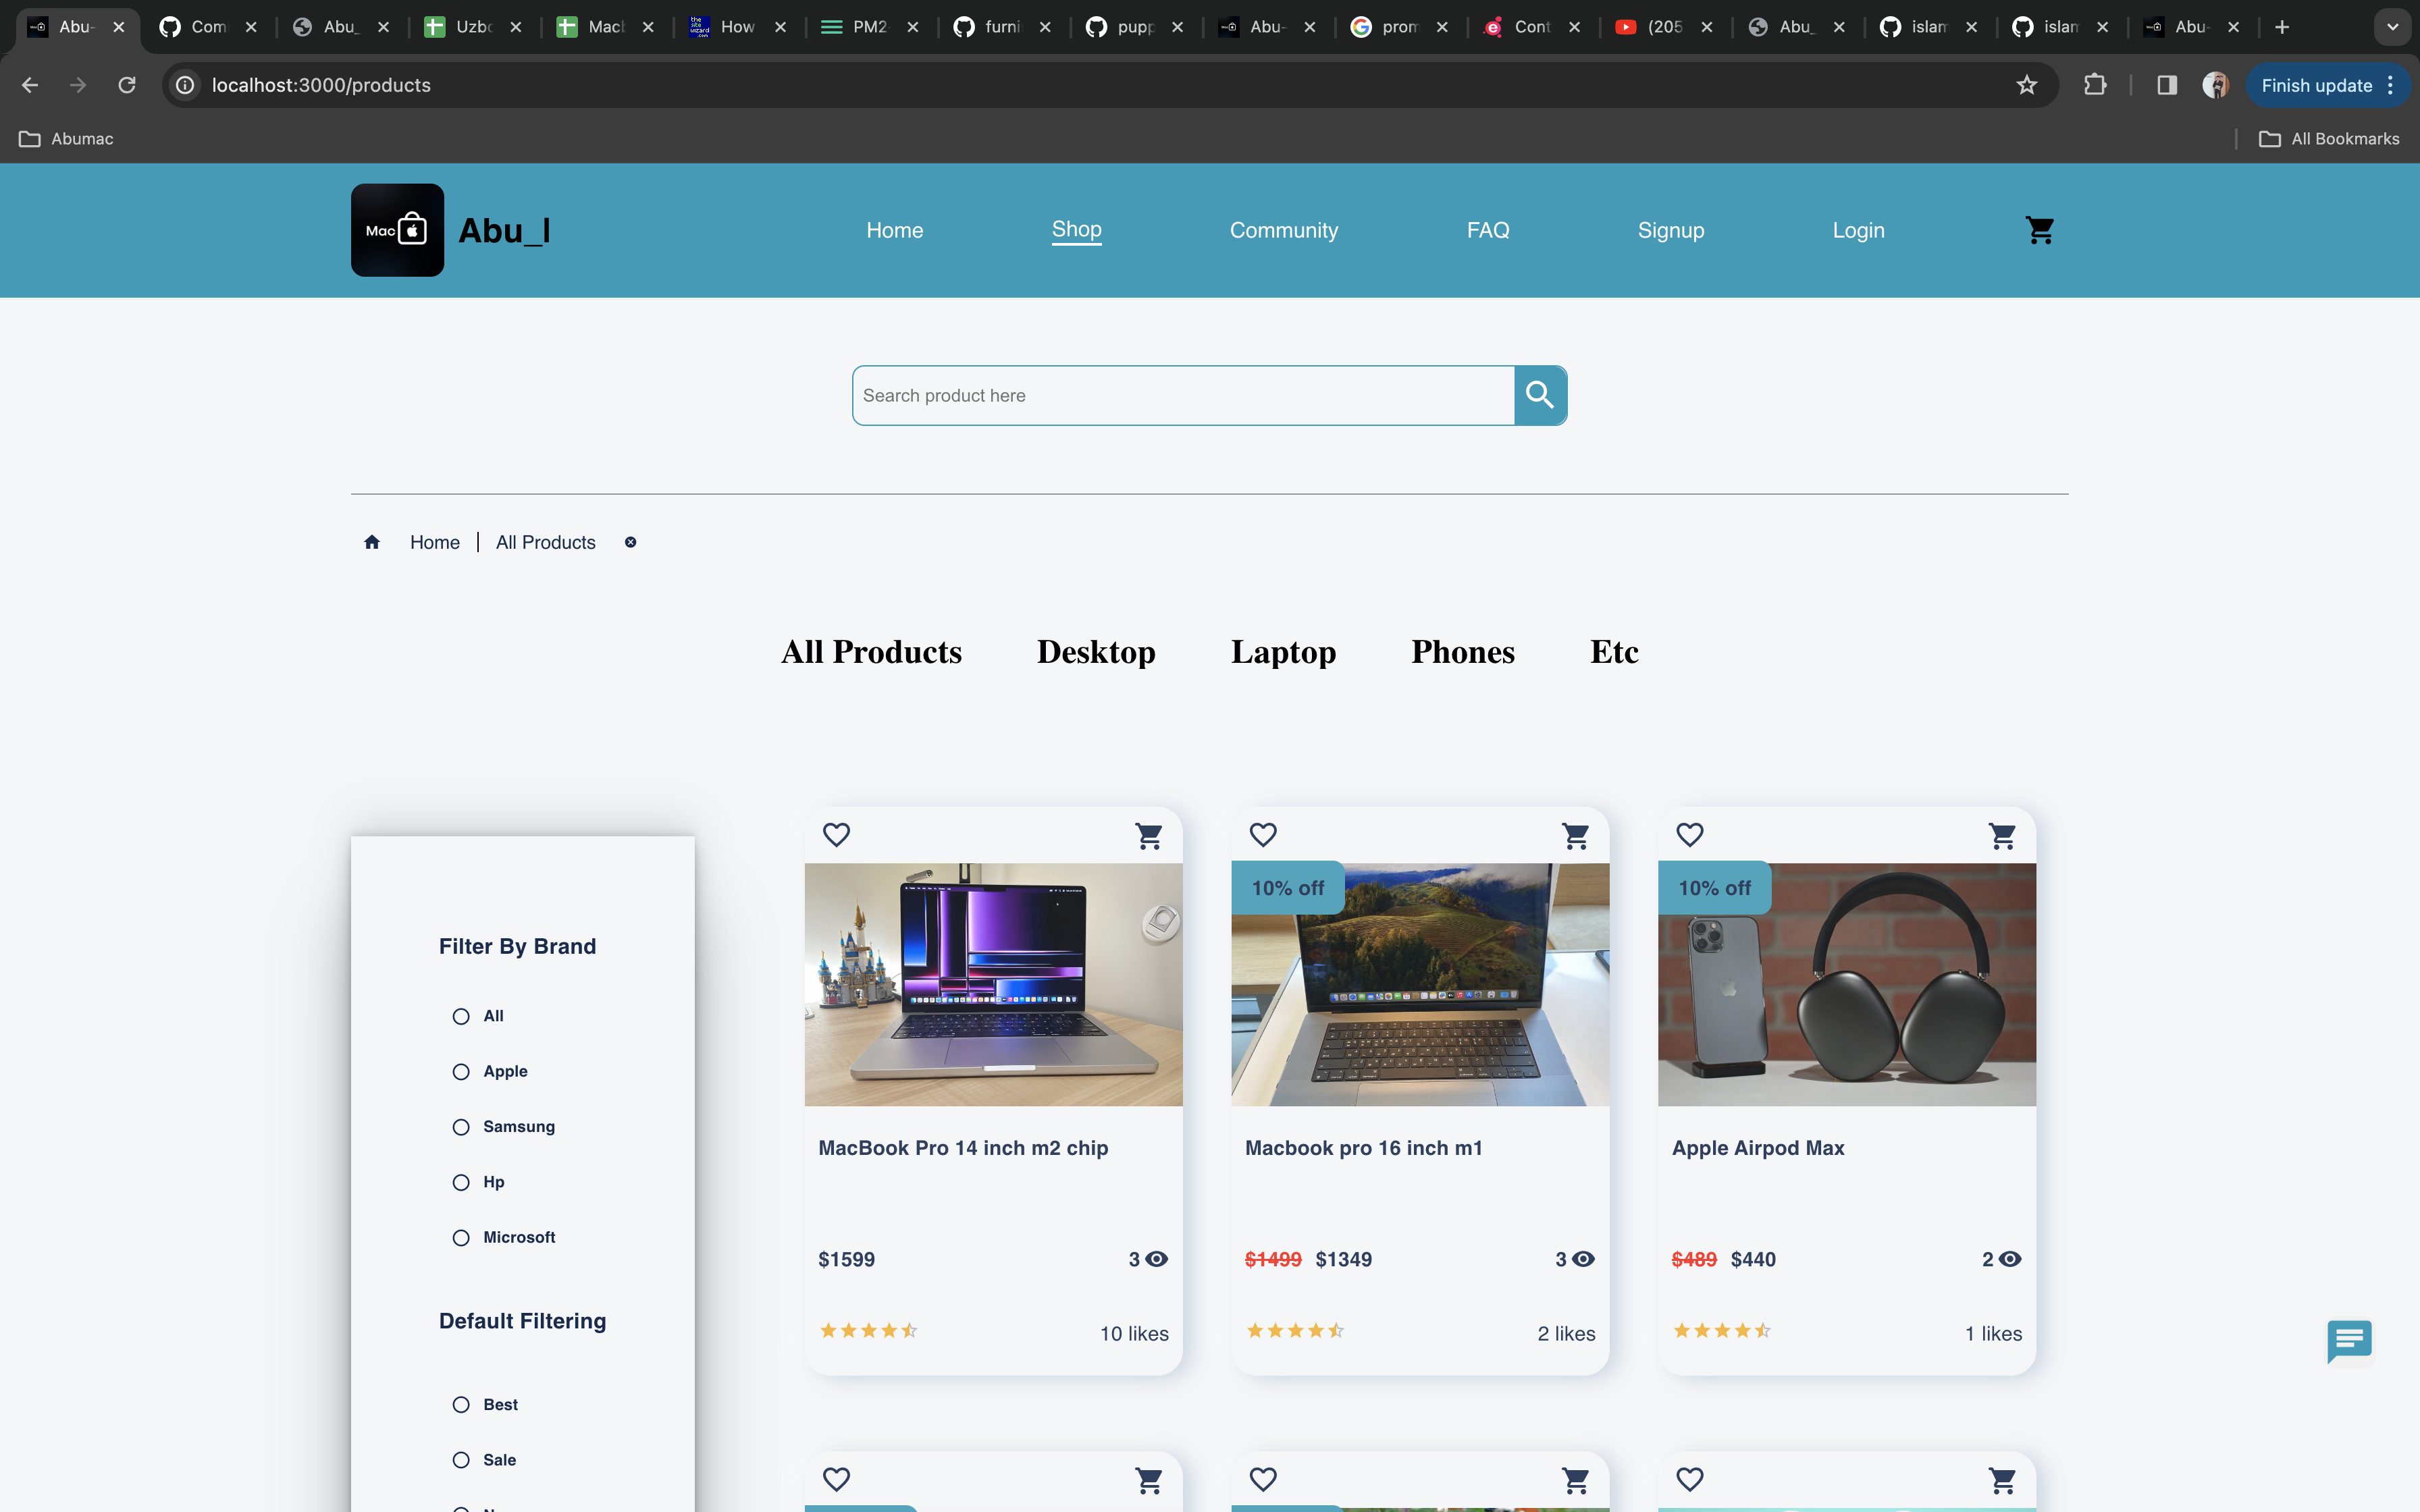 Abu- Com Abu_ Uzbc Mact How PM2 furni pupp Abu- prom Cont (205 Abu_ islam islam Abu-
localhost:3000/products
Finish update
Abumac
All Bookmarks
Mac
Abu_I
Home Shop Community FAQ Signup Login
Search product here
Home All Products
All Products Desktop Laptop Phones Etc
Filter By Brand
All
Apple
Samsung
Hp
Microsoft
Default Filtering
Best
Sale
10% off
10% off
MacBook Pro 14 inch m2 chip
$1599 3
10 likes
Macbook pro 16 inch m1
$1499 $1349 3
2 likes
Apple Airpod Max
$489 $440 2
1 likes